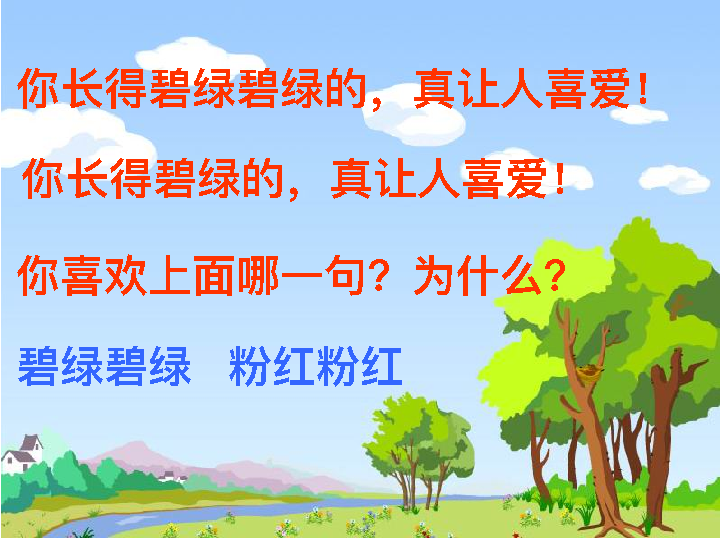 你长得碧绿碧绿的，真让人喜爱！
你长得碧绿的，真让人喜爱！
你喜欢上面哪一句？为什么？
碧绿碧绿 粉红粉红